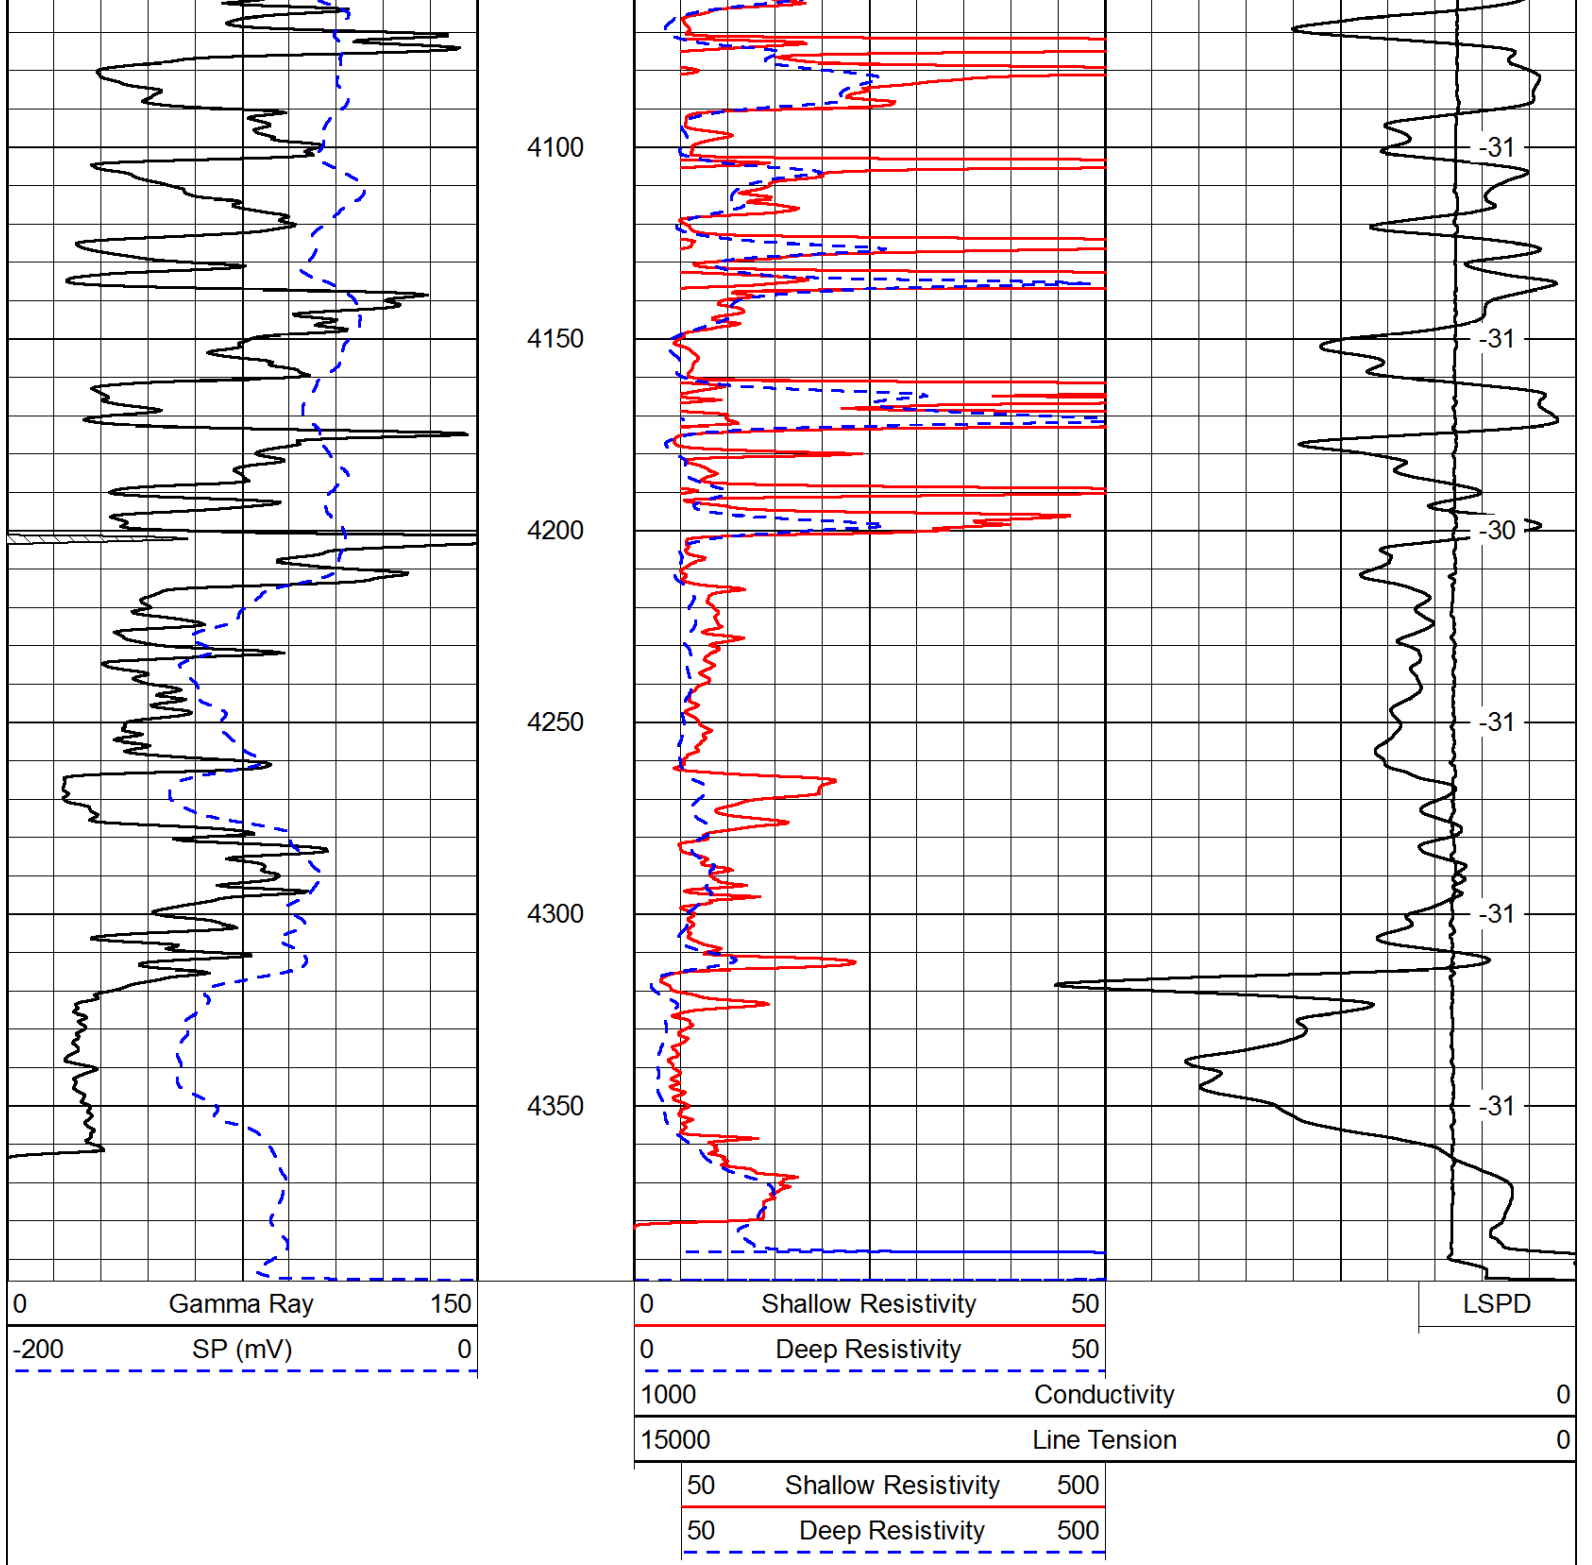 4100 -31
4150 -31
4200 -30
4250 -31
4300 -31
4350 -31
0 Gamma Ray 150
-200 SP (mV) 0
0 Shallow Resistivity 50
0 Deep Resistivity 50
LSPD
1000 Conductivity 0
15000 Line Tension 0
50 Shallow Resistivity 500
50 Deep Resistivity 500